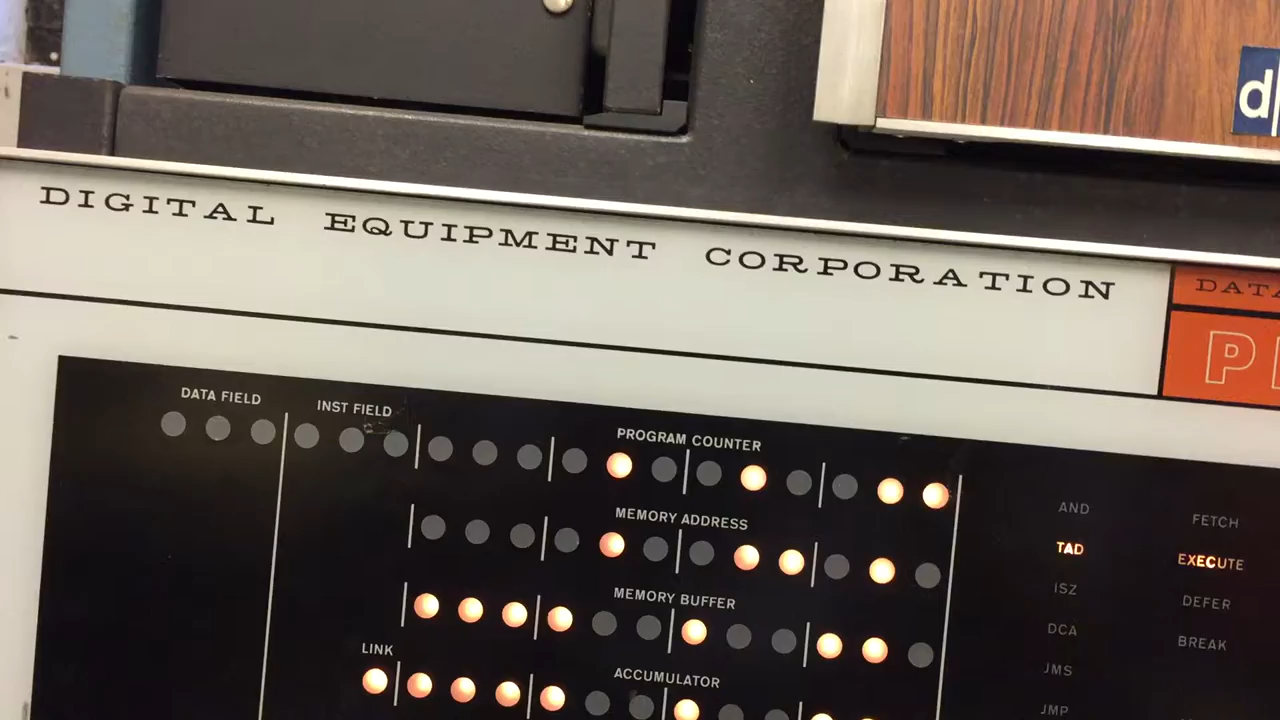 d
DIGITAL EQUIPMENT CORPORATION
DATA
P
DATA FIELD
INST FIELD
PROGRAM COUNTER
MEMORY ADDRESS
MEMORY BUFFER
LINK
ACCUMULATOR
AND
TAD
ISZ
DCA
JMS
JMP
FETCH
EXECUTE
DEFER
BREAK